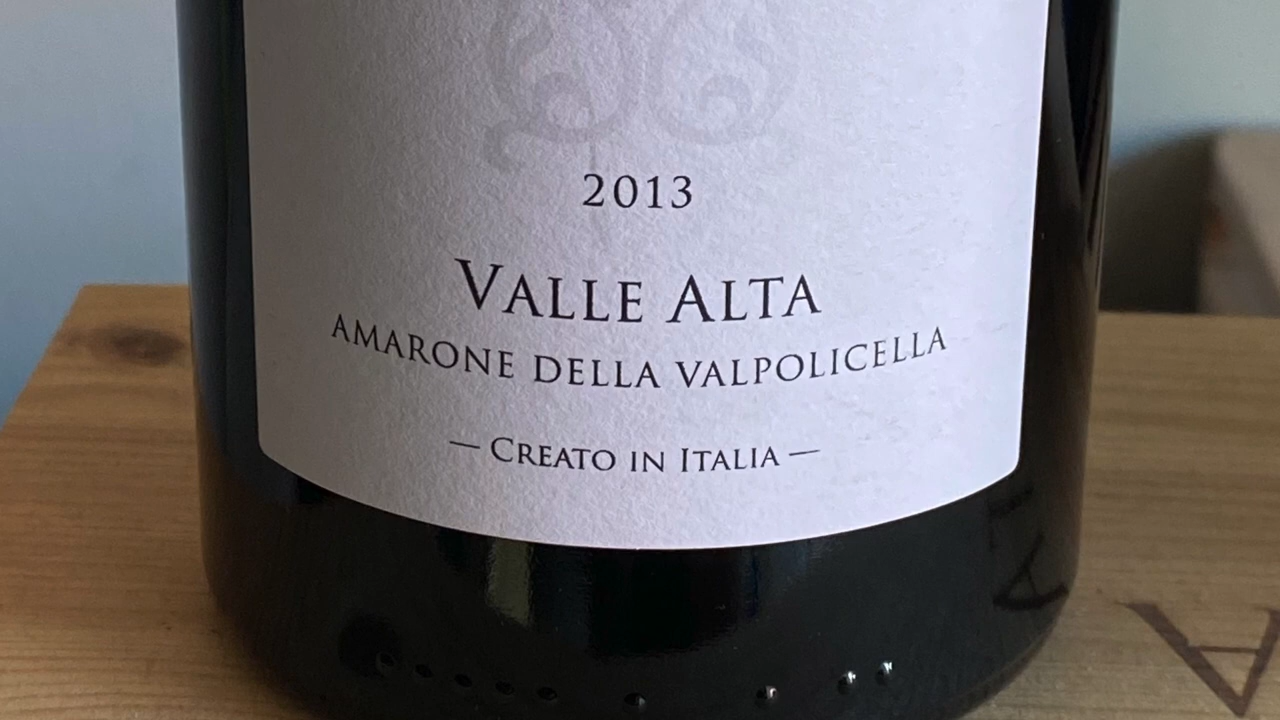 2013
VALLE ALTA
AMARONE DELLA VALPOLICELLA
— CREATO IN ITALIA —
A